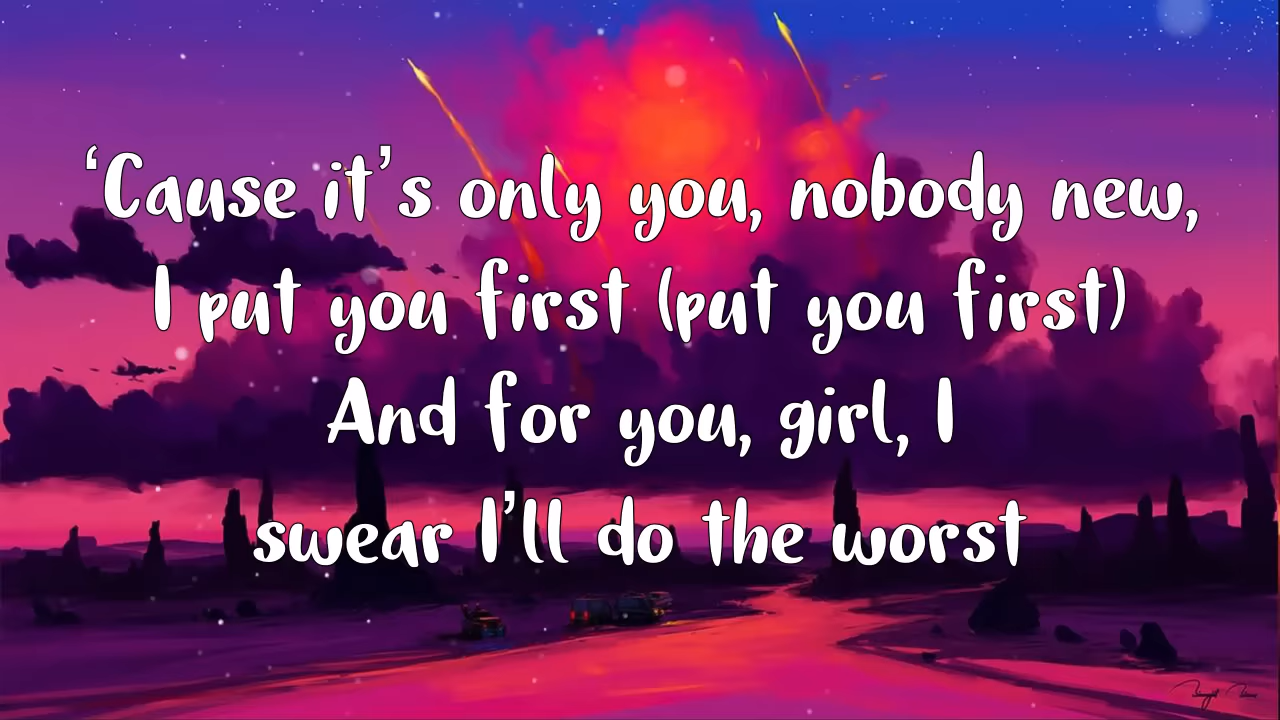 ‘Cause it’s only you, nobody new,
I put you first (put you first)
And for you, girl, I
swear I’ll do the worst